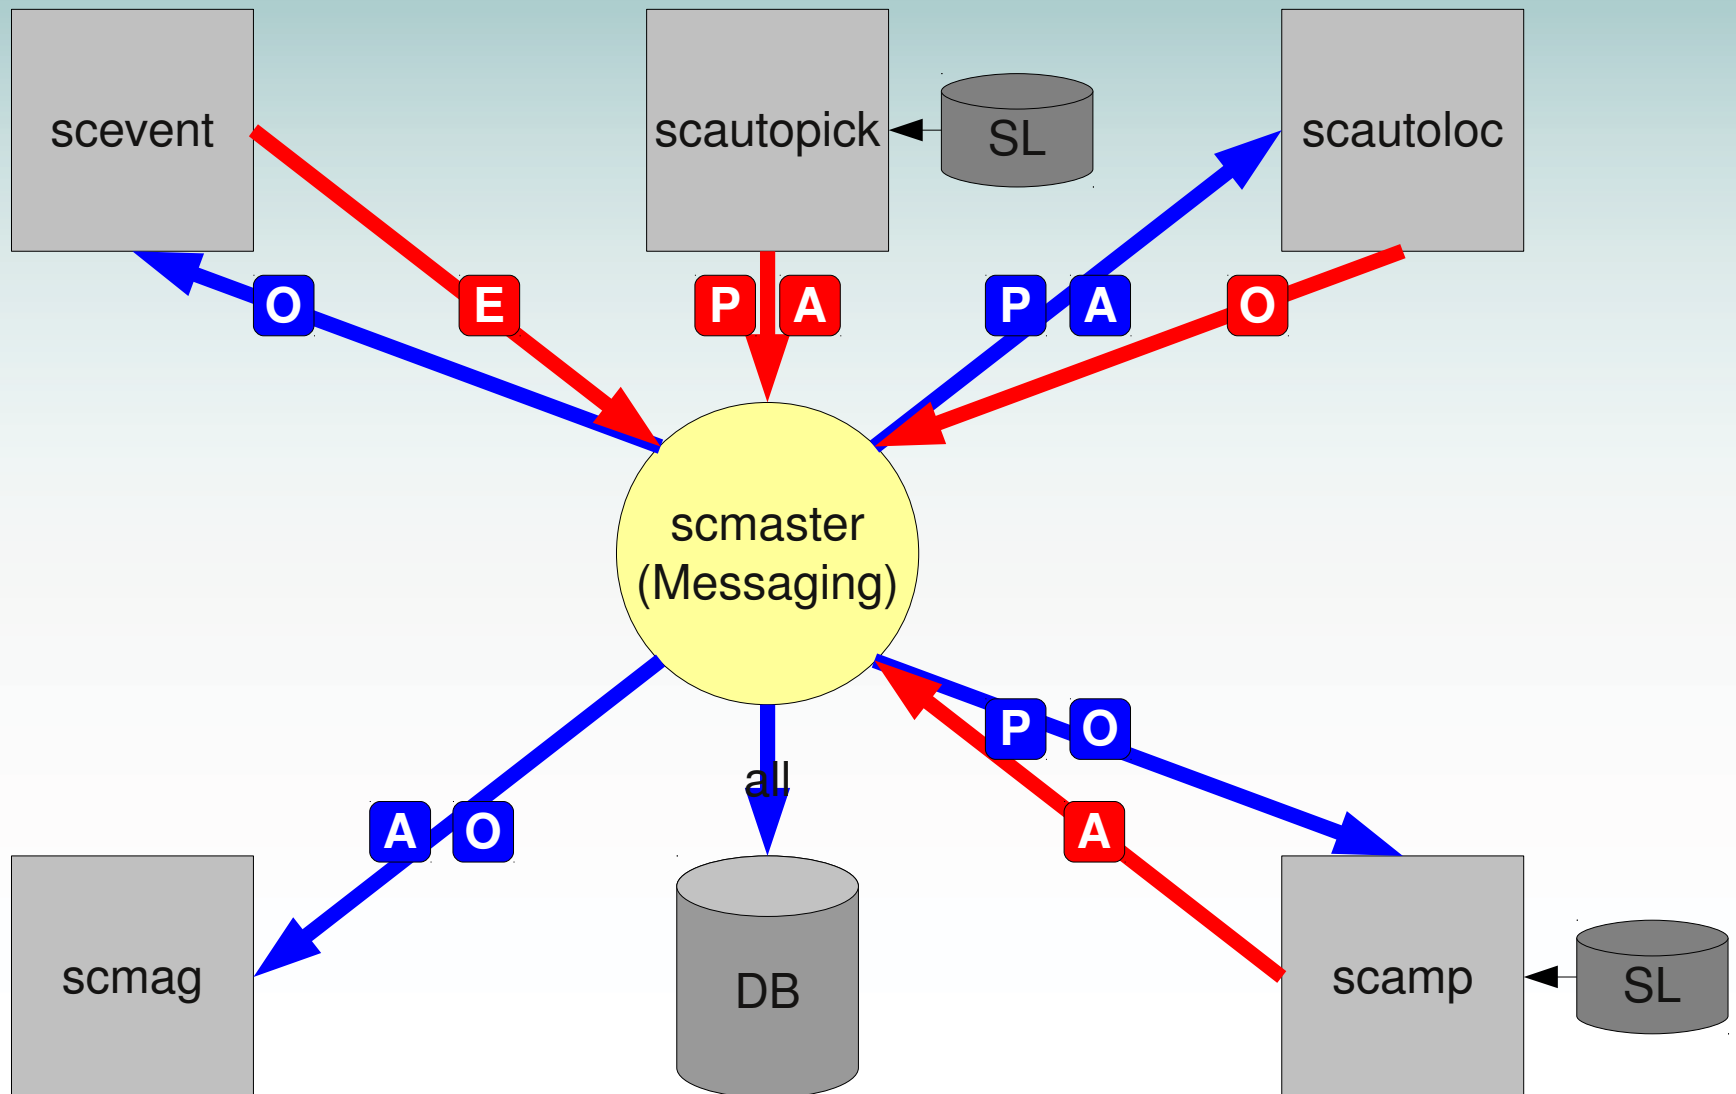 scevent
scautopick
SL
scautoloc
O
E
P
A
P
A
O
scmaster
(Messaging)
P
O
all
A
O
A
scmag
DB
scamp
SL